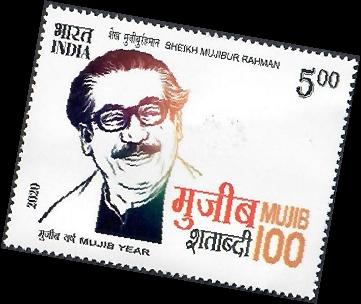 भारत
INDIA
शेख मुजीबुर्रहमान SHEIKH MUJIBUR RAHMAN
5.00
2020
मुजीब MUJIB
शताब्दी 100
मुजीब वर्ष MUJIB YEAR